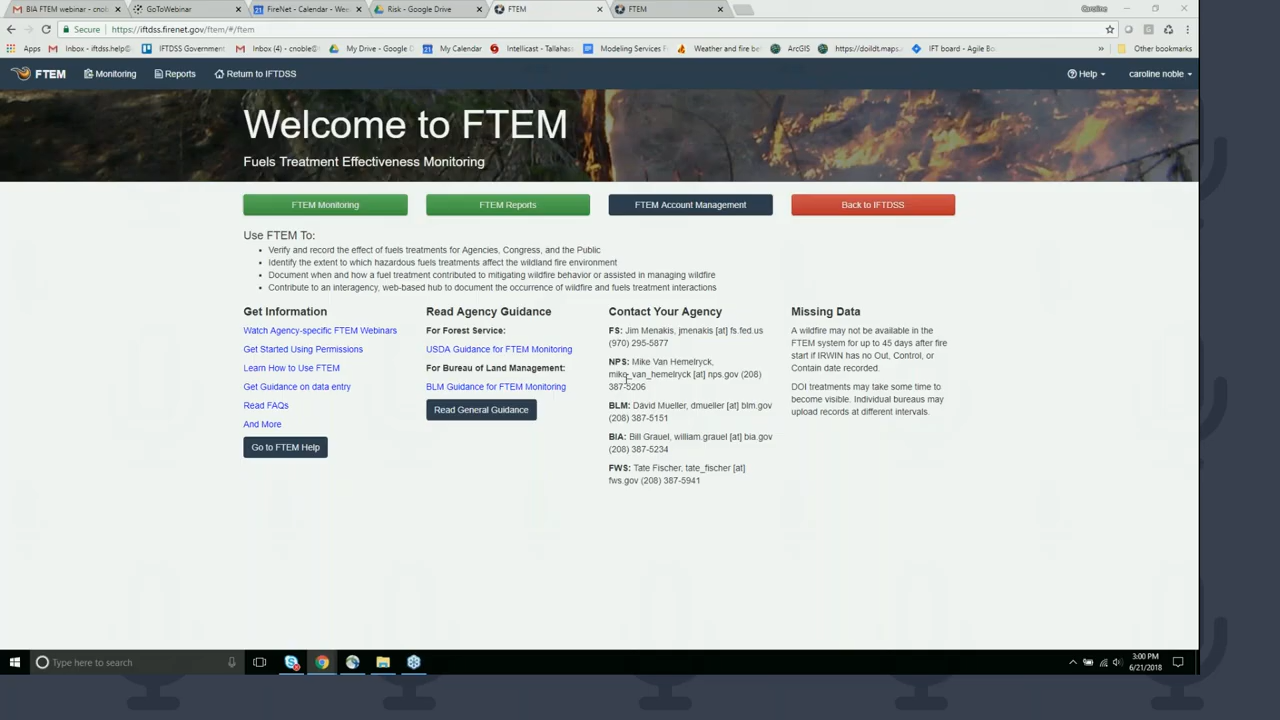 BIA FTEM webinar - cnob
GoToWebinar
FireNet - Calendar - Wee
Risk - Google Drive
FTEM
FTEM
Caroline
Secure
https://iftdss.firenet.gov/ftem/#/ftem
Apps
Inbox - iftdss.help@
IFTDSS Government
Inbox (4) - cnoble@
My Drive - Google D
My Calendar
Intellicast - Tallahass
Modeling Services F
Weather and fire be
ArcGIS
https://doildt.maps.
IFT board - Agile Bo
Other bookmarks
FTEM
Monitoring
Reports
Return to IFTDSS
Help
caroline noble
Welcome to FTEM
Fuels Treatment Effectiveness Monitoring
FTEM Monitoring
FTEM Reports
FTEM Account Management
Back to IFTDSS
Use FTEM To:
Verify and record the effect of fuels treatments for Agencies, Congress, and the Public
Identify the extent to which hazardous fuels treatments affect the wildland fire environment
Document when and how a fuel treatment contributed to mitigating wildfire behavior or assisted in managing wildfire
Contribute to an interagency, web-based hub to document the occurrence of wildfire and fuels treatment interactions
Get Information
Watch Agency-specific FTEM Webinars
Get Started Using Permissions
Learn How to Use FTEM
Get Guidance on data entry
Read FAQs
And More
Go to FTEM Help
Read Agency Guidance
For Forest Service:
USDA Guidance for FTEM Monitoring
For Bureau of Land Management:
BLM Guidance for FTEM Monitoring
Read General Guidance
Contact Your Agency
FS: Jim Menakis, jmenakis [at] fs.fed.us
(970) 295-5877
NPS: Mike Van Hemelryck,
mike_van_hemelryck [at] nps.gov (208)
387-5206
BLM: David Mueller, dmueller [at] blm.gov
(208) 387-5151
BIA: Bill Grauel, william.grauel [at] bia.gov
(208) 387-5234
FWS: Tate Fischer, tate_fischer [at]
fws.gov (208) 387-5941
Missing Data
A wildfire may not be available in the
FTEM system for up to 45 days after fire
start if IRWIN has no Out, Control, or
Contain date recorded.
DOI treatments may take some time to
become visible. Individual bureaus may
upload records at different intervals.
Type here to search
3:00 PM
6/21/2018